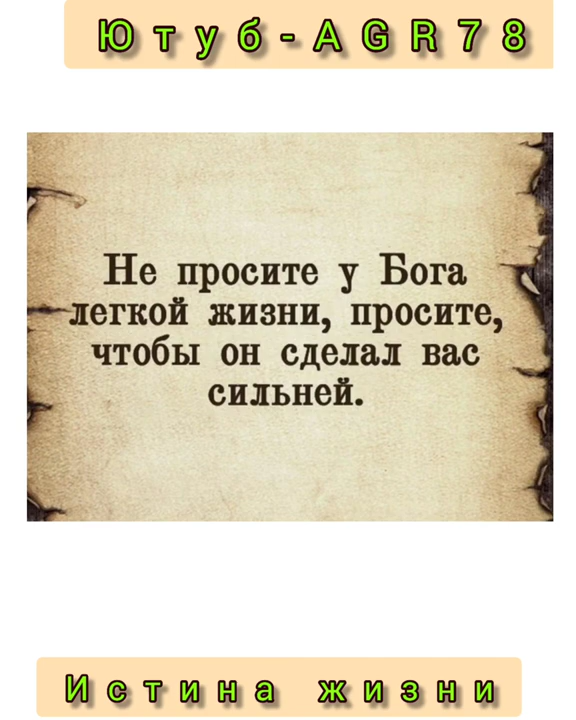 Ютуб-AGR78
Не просите у Бога
легкой жизни, просите,
чтобы он сделал вас
сильней.
Истина жизни